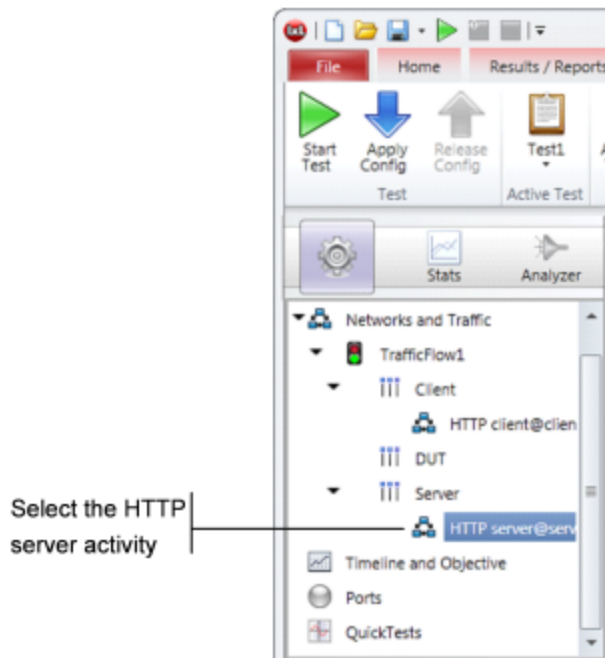 File Home Results / Reports
Start Test Apply Config Release Config Test1
Test Active Test
Stats Analyzer
Networks and Traffic
TrafficFlow1
Client
HTTP client@clien
DUT
Server
Select the HTTP
server activity
HTTP server@serv
Timeline and Objective
Ports
QuickTests